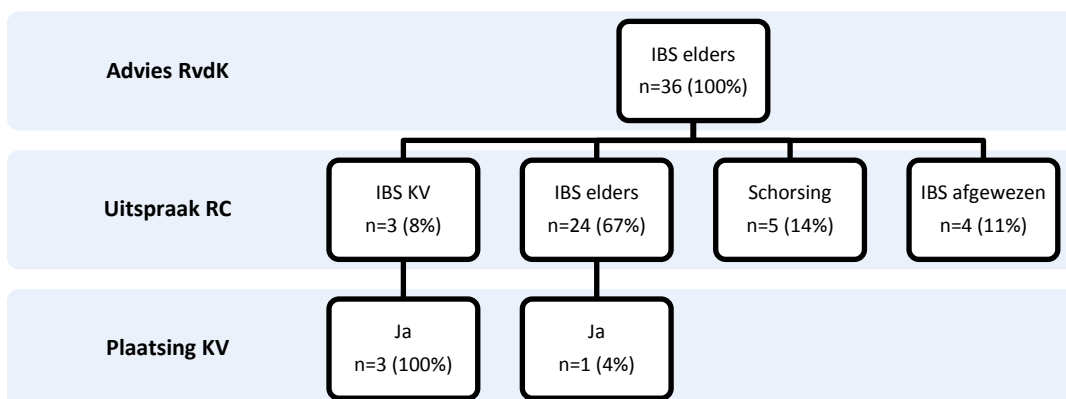 Advies RvdK
IBS elders
n=36 (100%)
Uitspraak RC
IBS KV
n=3 (8%)
IBS elders
n=24 (67%)
Schorsing
n=5 (14%)
IBS afgewezen
n=4 (11%)
Plaatsing KV
Ja
n=3 (100%)
Ja
n=1 (4%)